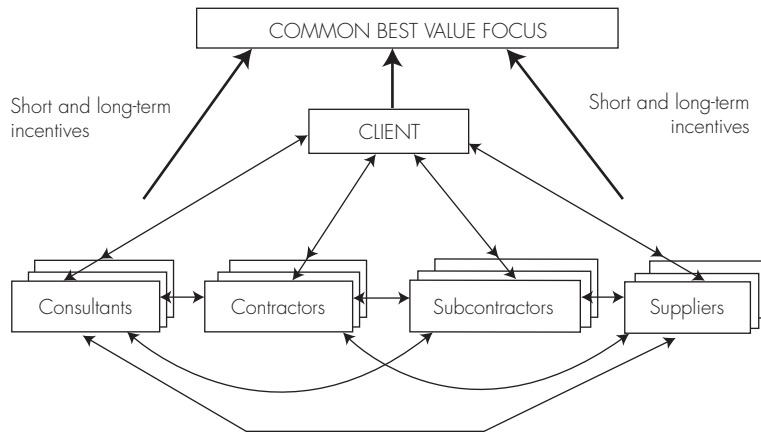 COMMON BEST VALUE FOCUS
Short and long-term
incentives
Short and long-term
incentives
CLIENT
Consultants
Contractors
Subcontractors
Suppliers